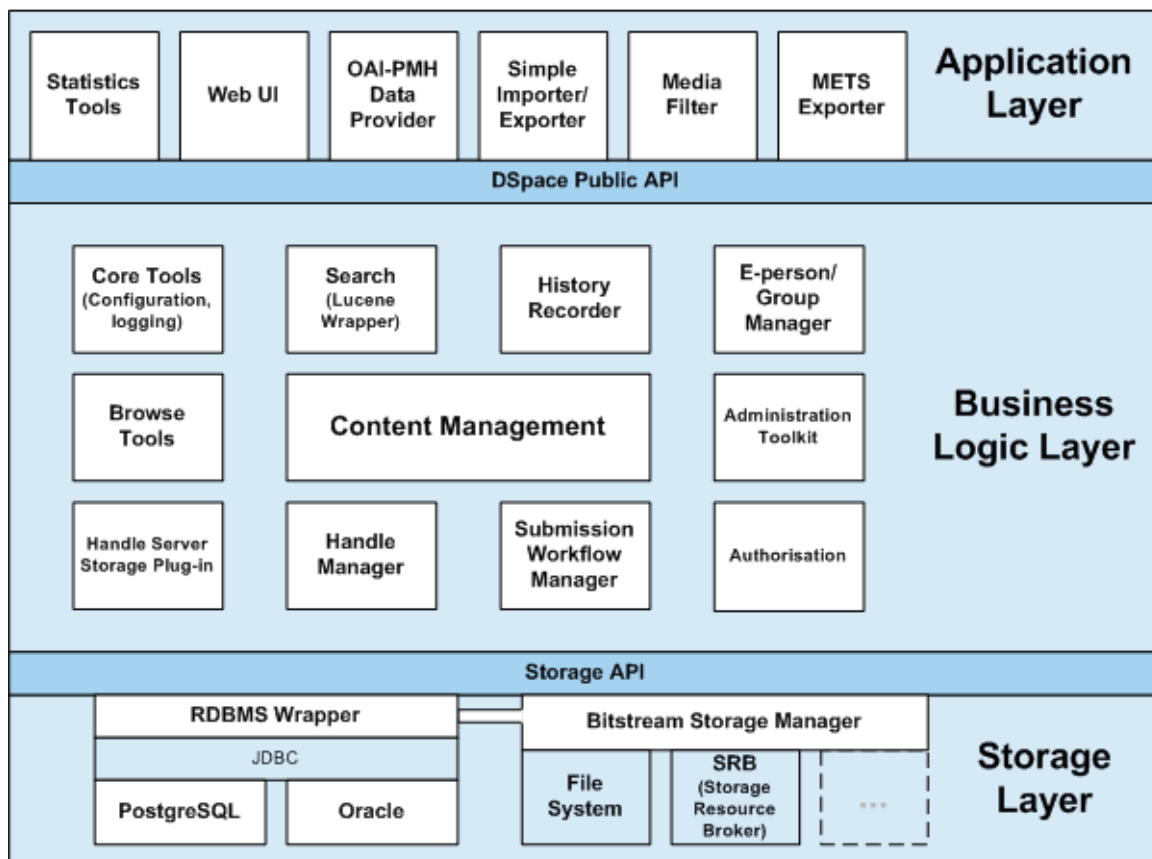 Statistics
Tools
Web UI
OAI-PMH
Data
Provider
Simple
Importer/
Exporter
Media
Filter
METS
Exporter
Application
Layer
DSpace Public API
Core Tools
(Configuration,
logging)
Search
(Lucene
Wrapper)
History
Recorder
E-person/
Group
Manager
Browse
Tools
Content Management
Administration
Toolkit
Business
Logic Layer
Handle Server
Storage Plug-in
Handle
Manager
Submission
Workflow
Manager
Authorisation
Storage API
RDBMS Wrapper
JDBC
PostgreSQL
Oracle
Bitstream Storage Manager
File
System
SRB
(Storage
Resource
Broker)
...
Storage
Layer